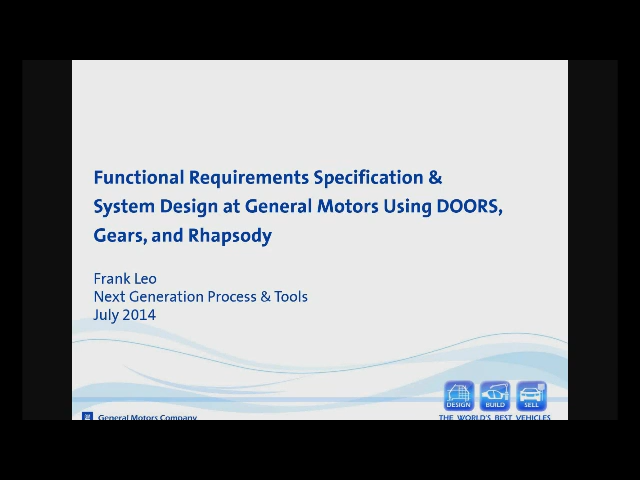 Functional Requirements Specification &
System Design at General Motors Using DOORS,
Gears, and Rhapsody
Frank Leo
Next Generation Process & Tools
July 2014
DESIGN BUILD SELL
General Motors Company
THE WORLD'S BEST VEHICLES